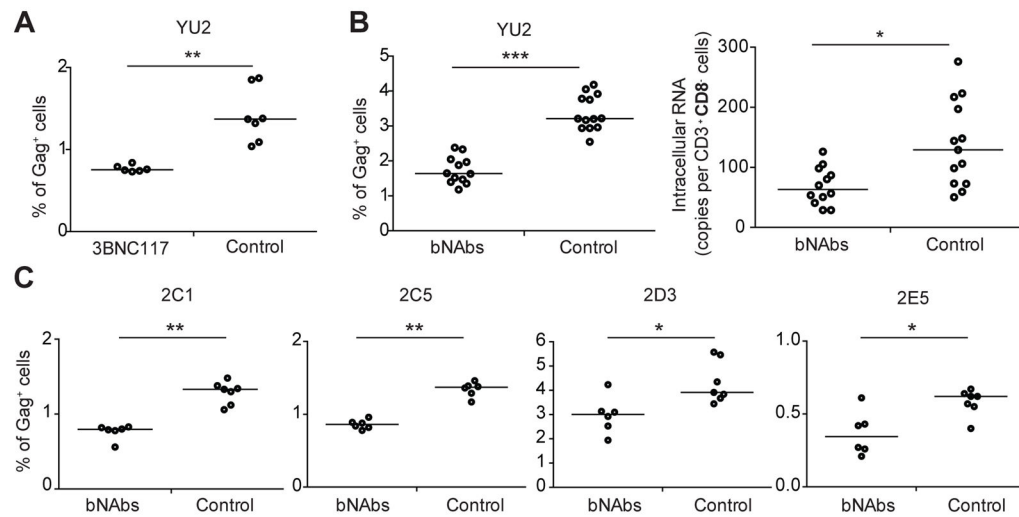 A
YU2
**
% of Gag⁺ cells
2
1
0
3BNC117
Control
B
YU2
***
% of Gag⁺ cells
5
4
3
2
1
0
bNAbs
Control
*
Intracellular RNA
(copies per CD3⁺CD8⁻ cells)
300
200
100
0
bNAbs
Control
C
2C1
**
% of Gag⁺ cells
2
1
0
bNAbs
Control
2C5
**
2
1
0
bNAbs
Control
2D3
*
6
5
4
3
2
1
0
bNAbs
Control
2E5
*
1.0
0.5
0.0
bNAbs
Control